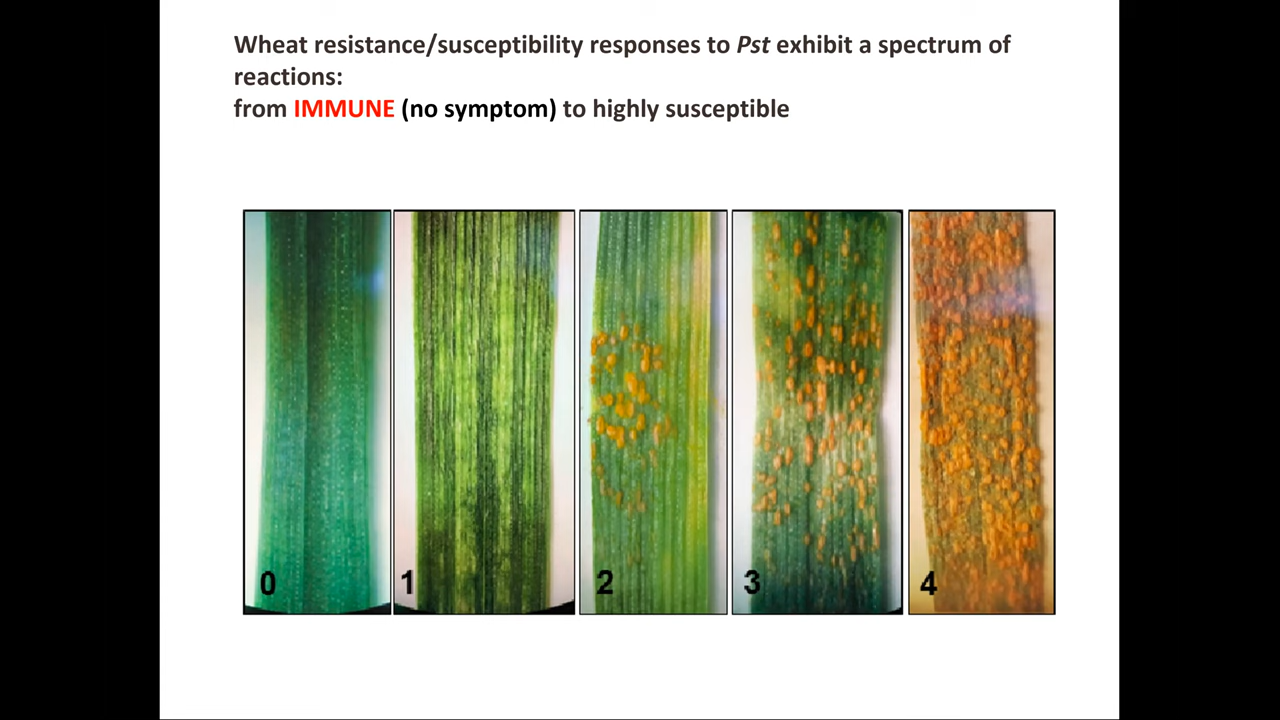 Wheat resistance/susceptibility responses to Pst exhibit a spectrum of
reactions:
from IMMUNE (no symptom) to highly susceptible
0 1 2 3 4